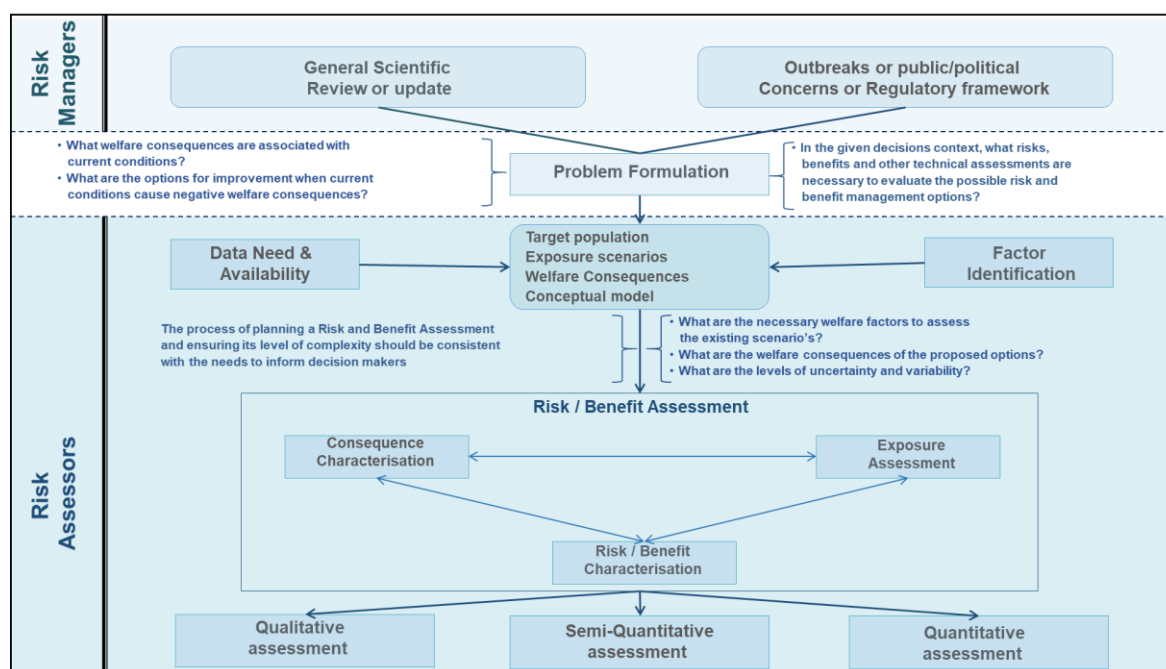 Risk
Managers
General Scientific
Review or update
Outbreaks or public/political
Concerns or Regulatory framework
• What welfare consequences are associated with
current conditions?
• What are the options for improvement when current
conditions cause negative welfare consequences?
Problem Formulation
• In the given decisions context, what risks,
benefits and other technical assessments are
necessary to evaluate the possible risk and
benefit management options?
Risk
Assessors
Data Need &
Availability
Target population
Exposure scenarios
Welfare Consequences
Conceptual model
Factor
Identification
The process of planning a Risk and Benefit Assessment
and ensuring its level of complexity should be consistent
with the needs to inform decision makers
• What are the necessary welfare factors to assess
the existing scenario's?
• What are the welfare consequences of the proposed options?
• What are the levels of uncertainty and variability?
Risk / Benefit Assessment
Consequence
Characterisation
Exposure
Assessment
Risk / Benefit
Characterisation
Qualitative
assessment
Semi-Quantitative
assessment
Quantitative
assessment